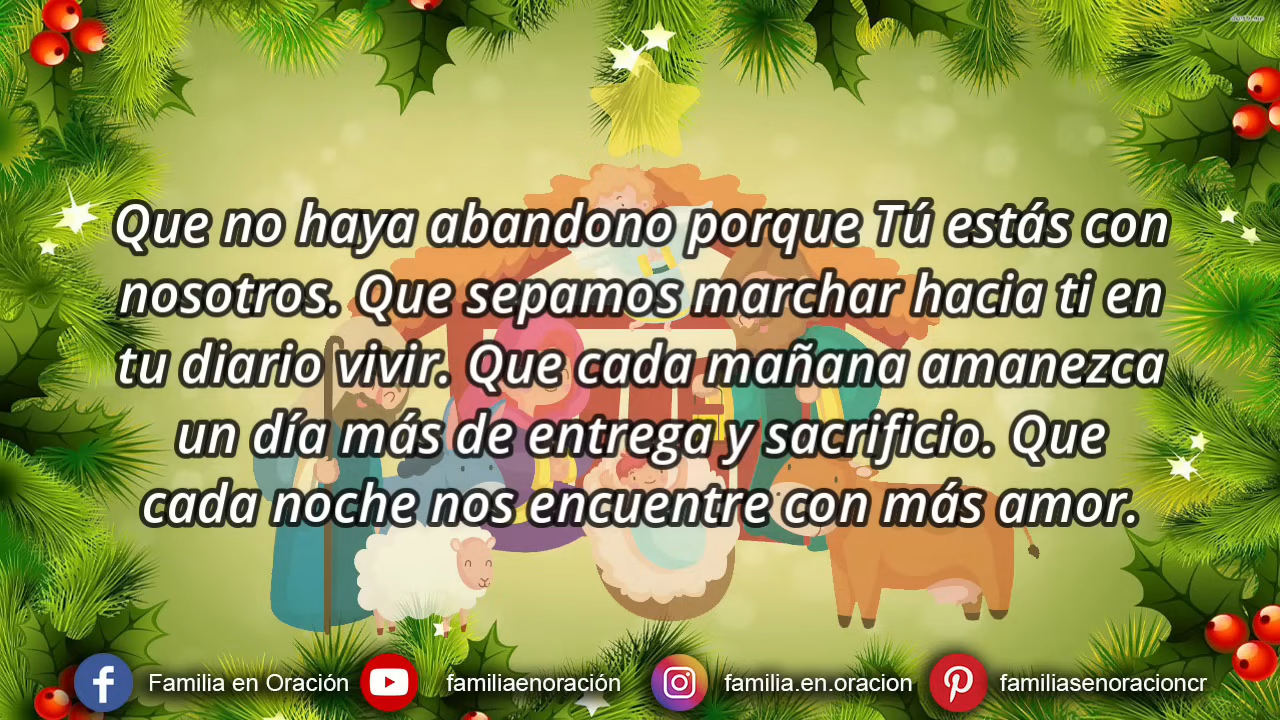 Que no haya abandono porque Tú estás con
nosotros. Que sepamos marchar hacia ti en
tu diario vivir. Que cada mañana amanezca
un día más de entrega y sacrificio. Que
cada noche nos encuentre con más amor.
Familia en Oración familiaenoración familia.en.oracion familiasenoracioncr